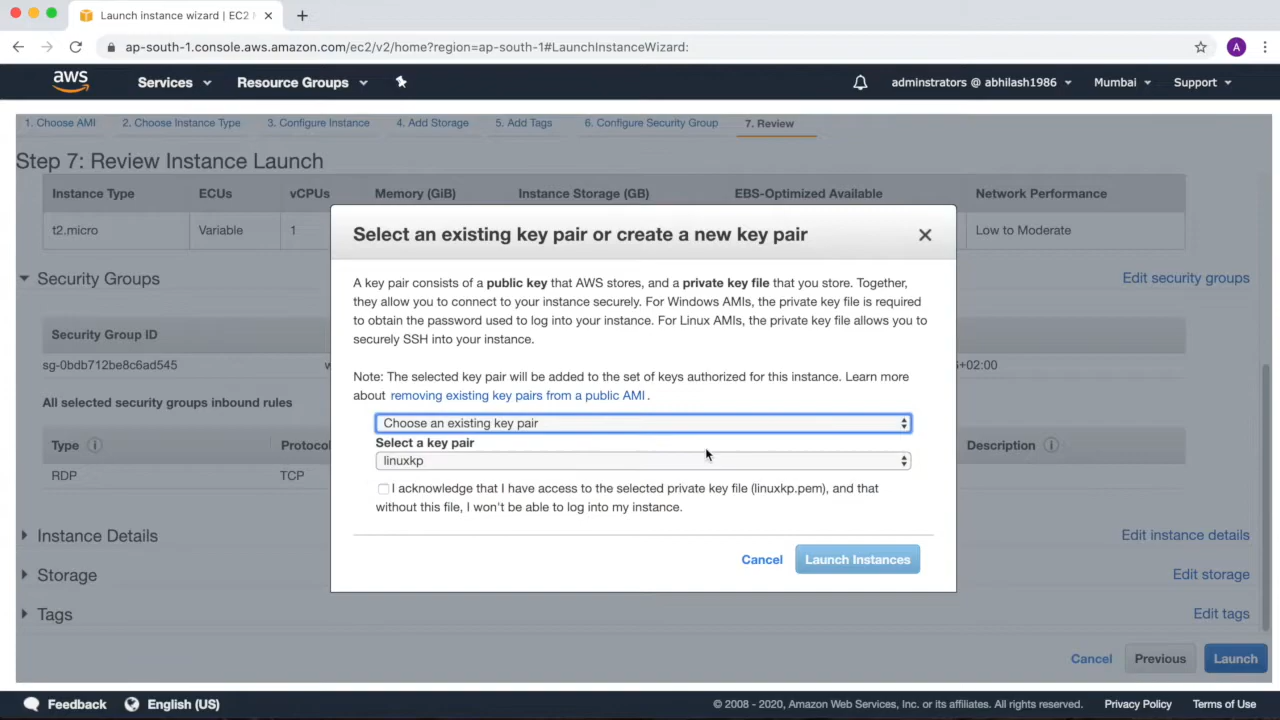 Launch instance wizard | EC2
ap-south-1.console.aws.amazon.com/ec2/v2/home?region=ap-south-1#LaunchInstanceWizard:
A
aws
Services
Resource Groups
adminstrators @ abhilash1986
Mumbai
Support
1. Choose AMI
2. Choose Instance Type
3. Configure Instance
4. Add Storage
5. Add Tags
6. Configure Security Group
7. Review
Step 7: Review Instance Launch
Instance Type
ECUs
vCPUs
Memory (GiB)
Instance Storage (GB)
EBS-Optimized Available
Network Performance
t2.micro
Variable
1
Low to Moderate
Select an existing key pair or create a new key pair
A key pair consists of a public key that AWS stores, and a private key file that you store. Together,
they allow you to connect to your instance securely. For Windows AMIs, the private key file is required
to obtain the password used to log into your instance. For Linux AMIs, the private key file allows you to
securely SSH into your instance.
Note: The selected key pair will be added to the set of keys authorized for this instance. Learn more
about removing existing key pairs from a public AMI .
Choose an existing key pair
Select a key pair
linuxkp
I acknowledge that I have access to the selected private key file (linuxkp.pem), and that
without this file, I won't be able to log into my instance.
Cancel
Launch Instances
Security Groups
Edit security groups
Security Group ID
sg-0bdb712be8c6ad545
+02:00
All selected security groups inbound rules
Type
Protocol
Description
RDP
TCP
Instance Details
Edit instance details
Storage
Edit storage
Tags
Edit tags
Cancel
Previous
Launch
Feedback
English (US)
© 2008 - 2020, Amazon Web Services, Inc. or its affiliates. All rights reserved.
Privacy Policy
Terms of Use